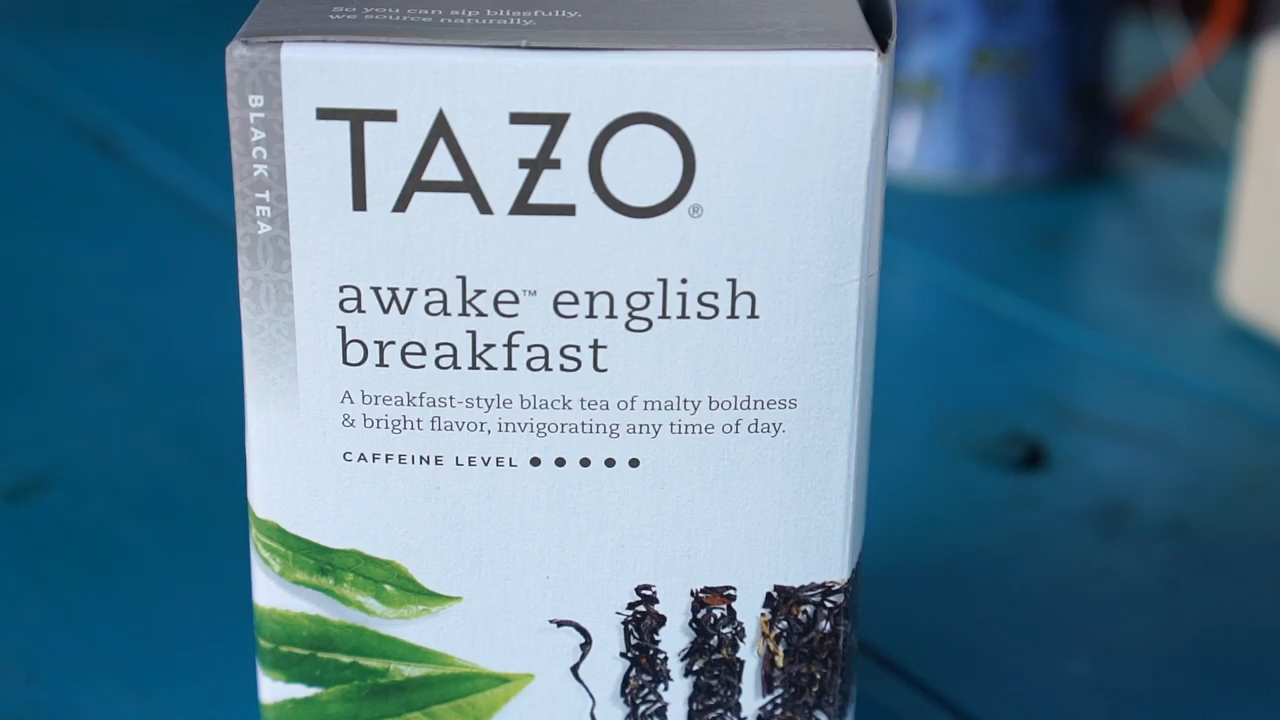 So you can sip blissfully,
we source naturally.
BLACK TEA
TAZO®
awake™ english
breakfast
A breakfast-style black tea of malty boldness
& bright flavor, invigorating any time of day.
CAFFEINE LEVEL ● ● ● ● ●